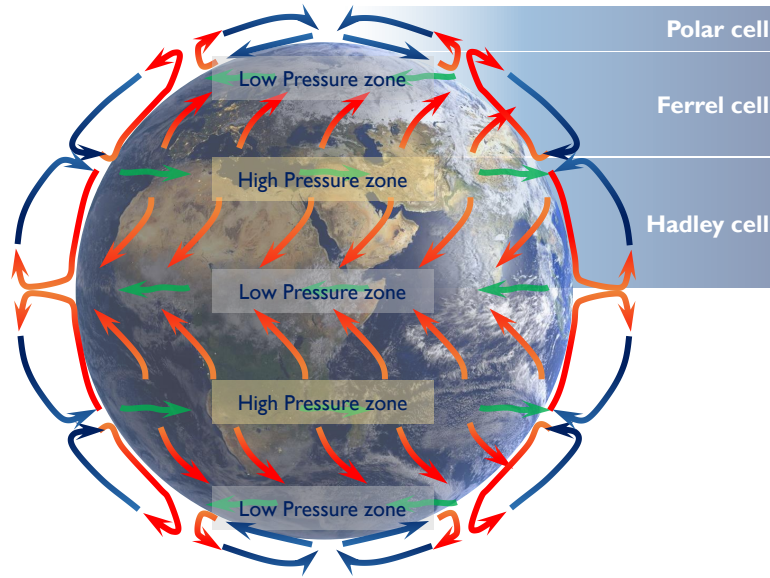 Polar cell
Low Pressure zone
Ferrel cell
High Pressure zone
Hadley cell
Low Pressure zone
High Pressure zone
Low Pressure zone